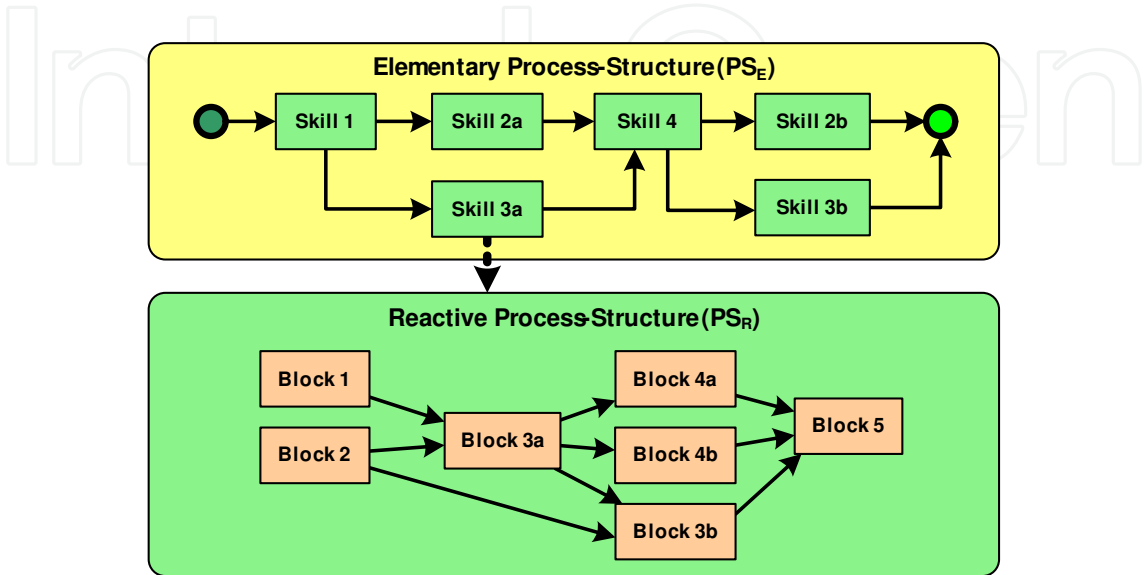 Elementary Process-Structure (PSE)
Skill 1 Skill 2a Skill 4 Skill 2b
Skill 3a Skill 3b
Reactive Process-Structure (PSR)
Block 1 Block 4a
Block 3a Block 5
Block 2 Block 4b
Block 3b